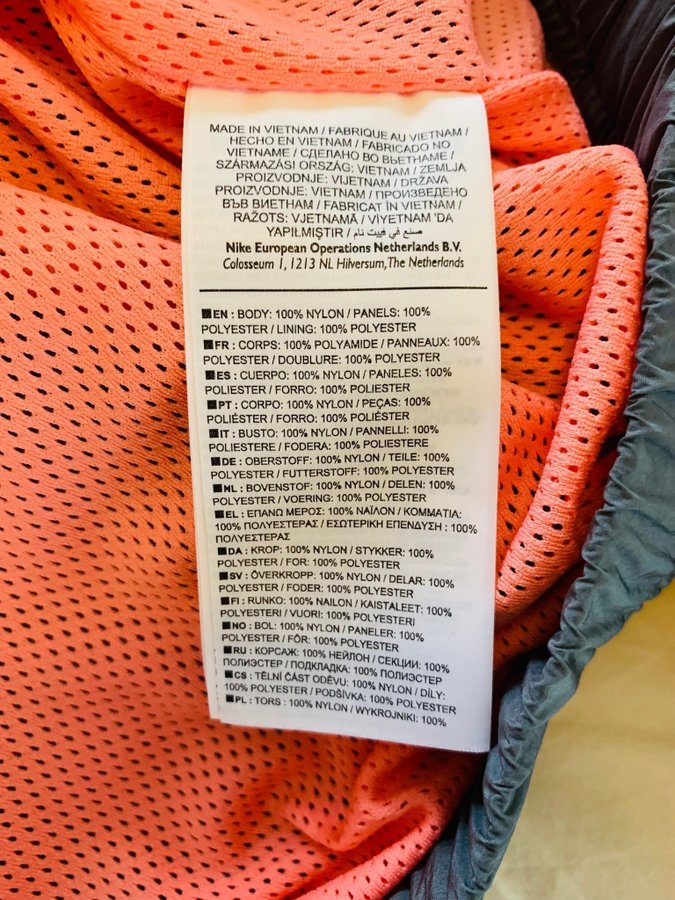 MADE IN VIETNAM / FABRIQUE AU VIETNAM /
HECHO EN VIETNAM / FABRICADO NO
VIETNAME / СДЕЛАНО ВО ВЬЕТНАМЕ /
SZÁRMAZÁSI ORSZÁG: VIETNAM / ZEMLJA
PROIZVODNJE: VIJETNAM / DRŽAVA
PROIZVODNJE: VIETNAM / ПРОИЗВЕДЕНО
ВЪВ ВИЕТНАМ / FABRICAT ÎN VIETNAM /
RAŽOTS: VJETNAMĀ / VİYETNAM 'DA
YAPILMIŞTIR / صنع في فييت نام
Nike European Operations Netherlands B.V.
Colosseum 1, 1213 NL Hilversum, The Netherlands
EN : BODY: 100% NYLON / PANELS: 100%
POLYESTER / LINING: 100% POLYESTER
FR : CORPS: 100% POLYAMIDE / PANNEAUX: 100%
POLYESTER / DOUBLURE: 100% POLYESTER
ES : CUERPO: 100% NYLON / PANELES: 100%
POLIESTER / FORRO: 100% POLIESTER
PT : CORPO: 100% NYLON / PEÇAS: 100%
POLIÉSTER / FORRO: 100% POLIÉSTER
IT : BUSTO: 100% NYLON / PANNELLI: 100%
POLIESTERE / FODERA: 100% POLIESTERE
DE : OBERSTOFF: 100% NYLON / TEILE: 100%
POLYESTER / FUTTERSTOFF: 100% POLYESTER
NL : BOVENSTOF: 100% NYLON / DELEN: 100%
POLYESTER / VOERING: 100% POLYESTER
EL : ΕΠΑΝΩ ΜΕΡΟΣ: 100% ΝΑΪΛΟΝ / ΚΟΜΜΑΤΙΑ:
100% ΠΟΛΥΕΣΤΕΡΑΣ / ΕΣΩΤΕΡΙΚΗ ΕΠΕΝΔΥΣΗ : 100%
ΠΟΛΥΕΣΤΕΡΑΣ
DA : KROP: 100% NYLON / STYKKER: 100%
POLYESTER / FOR: 100% POLYESTER
SV : ÖVERKROPP: 100% NYLON / DELAR: 100%
POLYESTER / FODER: 100% POLYESTER
FI : RUNKO: 100% NAILON / KAISTALEET: 100%
POLYESTERI / VUORI: 100% POLYESTERI
NO : BOL: 100% NYLON / PANELER: 100%
POLYESTER / FÔR: 100% POLYESTER
RU : КОРСАЖ: 100% НЕЙЛОН / СЕКЦИИ: 100%
ПОЛИЭСТЕР / ПОДКЛАДКА: 100% ПОЛИЭСТЕР
CS : TĚLNÍ ČÁST ODĚVU: 100% NYLON / DÍLY:
100% POLYESTER / PODŠÍVKA: 100% POLYESTER
PL : TORS : 100% NYLON / WYKROJNIKI: 100%